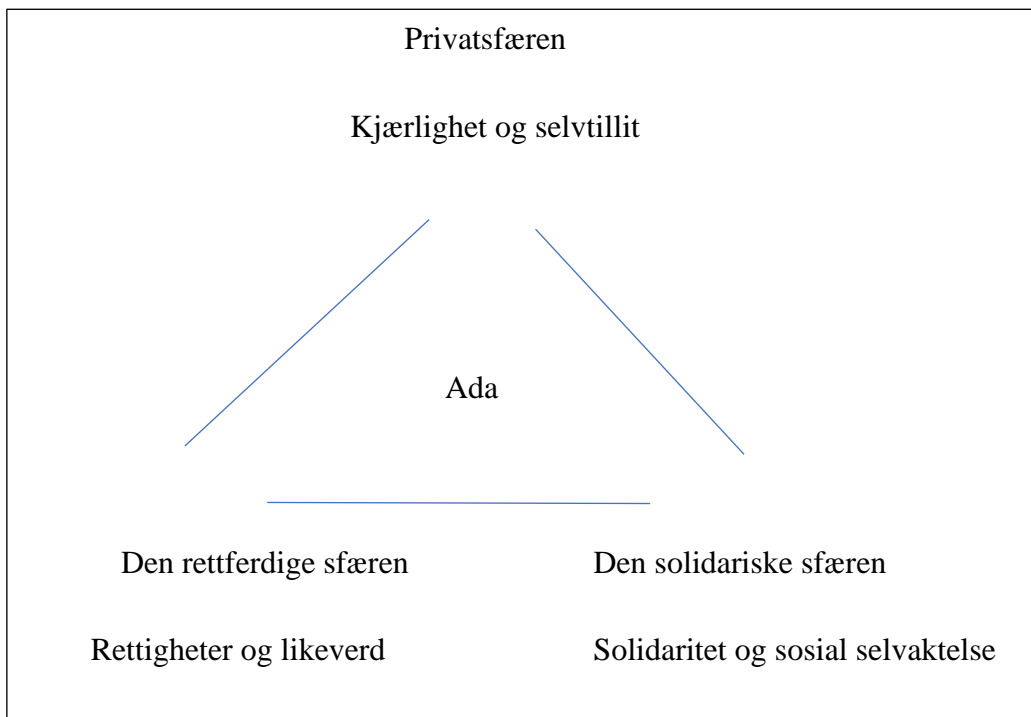 Privatsfæren
Kjærlighet og selvtillit
Ada
Den rettferdige sfæren
Den solidariske sfæren
Rettigheter og likeverd
Solidaritet og sosial selvaktelse